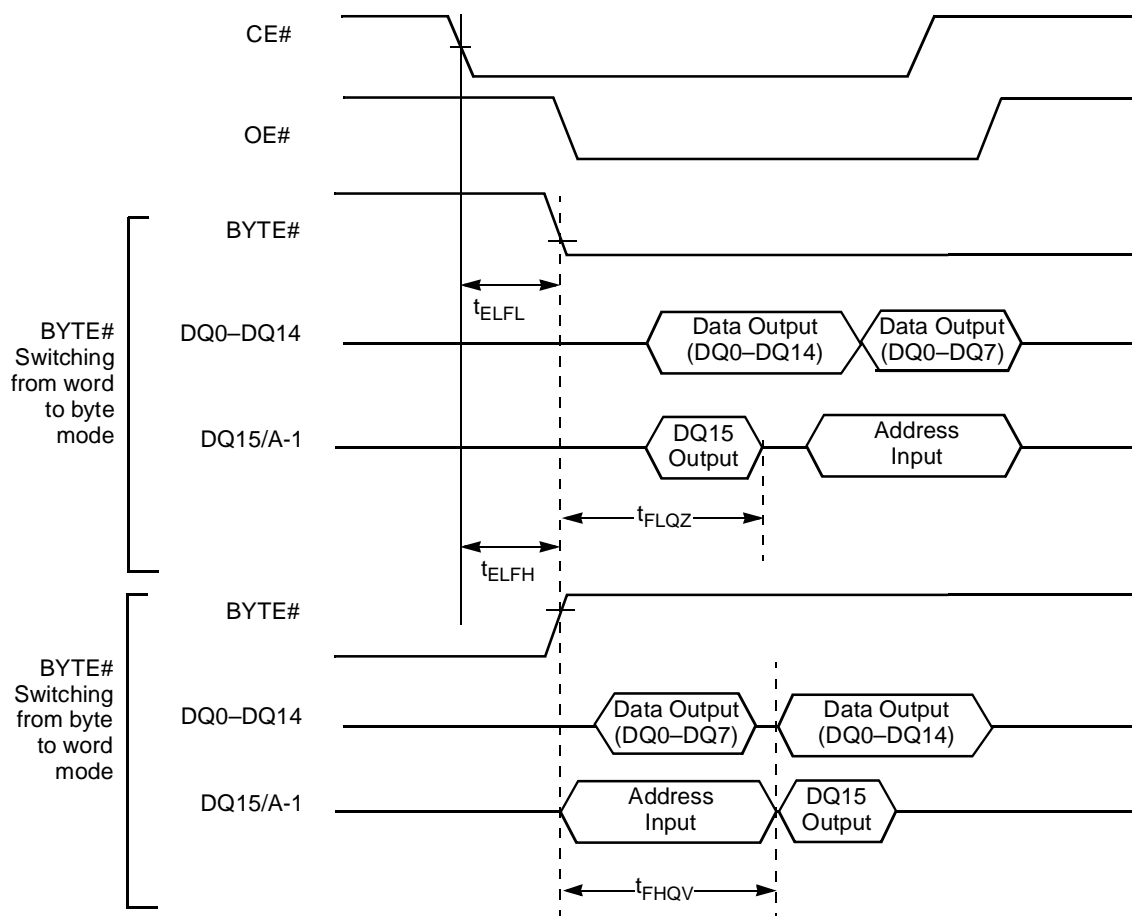 CE#
OE#
BYTE#
tELFL
BYTE#
Switching
from word
to byte
mode
DQ0–DQ14
Data Output
(DQ0–DQ14)
Data Output
(DQ0–DQ7)
DQ15/A-1
DQ15
Output
Address
Input
tFLQZ
tELFH
BYTE#
BYTE#
Switching
from byte
to word
mode
DQ0–DQ14
Data Output
(DQ0–DQ7)
Data Output
(DQ0–DQ14)
DQ15/A-1
Address
Input
DQ15
Output
tFHQV